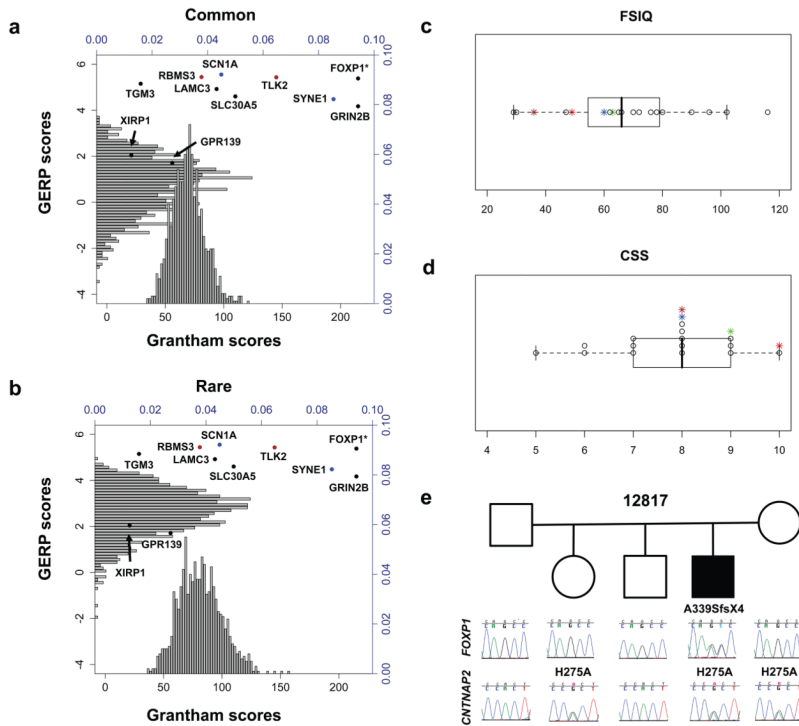 a
Common
0.00 0.02 0.04 0.06 0.08 0.10
6
4
2
0
-2
-4
GERP scores
SCN1A
RBMS3
FOXP1*
TGM3
LAMC3
TLK2
SLC30A5
SYNE1
GRIN2B
XIRP1
GPR139
0.10
0.08
0.06
0.04
0.02
0.00
0 50 100 150 200
Grantham scores
b
Rare
0.00 0.02 0.04 0.06 0.08 0.10
6
4
2
0
-2
-4
GERP scores
SCN1A
RBMS3
FOXP1*
TGM3
LAMC3
TLK2
SLC30A5
SYNE1
GRIN2B
GPR139
XIRP1
0.10
0.08
0.06
0.04
0.02
0.00
0 50 100 150 200
Grantham scores
c
FSIQ
20 40 60 80 100 120
d
CSS
4 5 6 7 8 9 10
e
12817
A339SfsX4
FOXP1
H275A H275A H275A
CNTNAP2